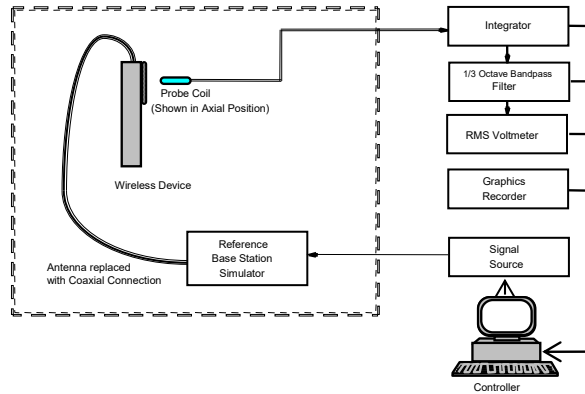 Integrator
1/3 Octave Bandpass
Filter
RMS Voltmeter
Graphics
Recorder
Signal
Source
Controller
Probe Coil
(Shown in Axial Position)
Wireless Device
Reference
Base Station
Simulator
Antenna replaced
with Coaxial Connection